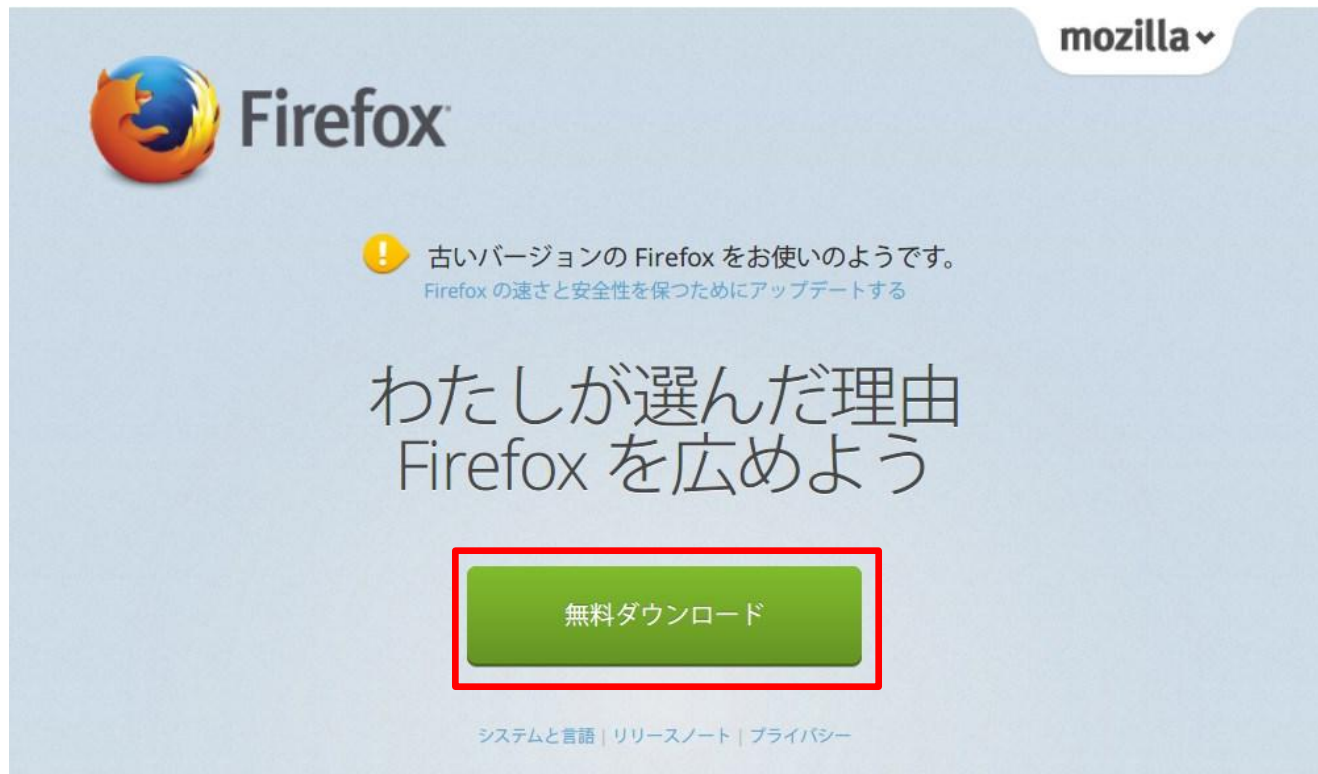 mozilla
Firefox
古いバージョンの Firefox をお使いのようです。
Firefox の速さと安全性を保つためにアップデートする
わたしが選んだ理由
Firefox を広めよう
無料ダウンロード
システムと言語 | リリースノート | プライバシー